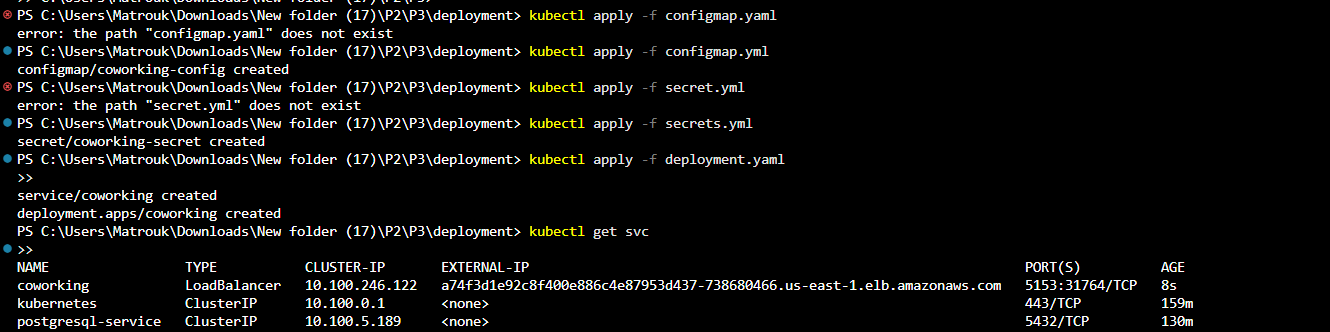 PS C:\Users\Matrouk\Downloads\New folder (17)\P2\P3\deployment> kubectl apply -f configmap.yaml
error: the path "configmap.yaml" does not exist
PS C:\Users\Matrouk\Downloads\New folder (17)\P2\P3\deployment> kubectl apply -f configmap.yml
configmap/coworking-config created
PS C:\Users\Matrouk\Downloads\New folder (17)\P2\P3\deployment> kubectl apply -f secret.yml
error: the path "secret.yml" does not exist
PS C:\Users\Matrouk\Downloads\New folder (17)\P2\P3\deployment> kubectl apply -f secrets.yml
secret/coworking-secret created
PS C:\Users\Matrouk\Downloads\New folder (17)\P2\P3\deployment> kubectl apply -f deployment.yaml
>>
service/coworking created
deployment.apps/coworking created
PS C:\Users\Matrouk\Downloads\New folder (17)\P2\P3\deployment> kubectl get svc
>>
NAME TYPE CLUSTER-IP EXTERNAL-IP PORT(S) AGE
coworking LoadBalancer 10.100.246.122 a74f3d1e92c8f400e886c4e87953d437-738680466.us-east-1.elb.amazonaws.com 5153:31764/TCP 8s
kubernetes ClusterIP 10.100.0.1 <none> 443/TCP 159m
postgresql-service ClusterIP 10.100.5.189 <none> 5432/TCP 130m